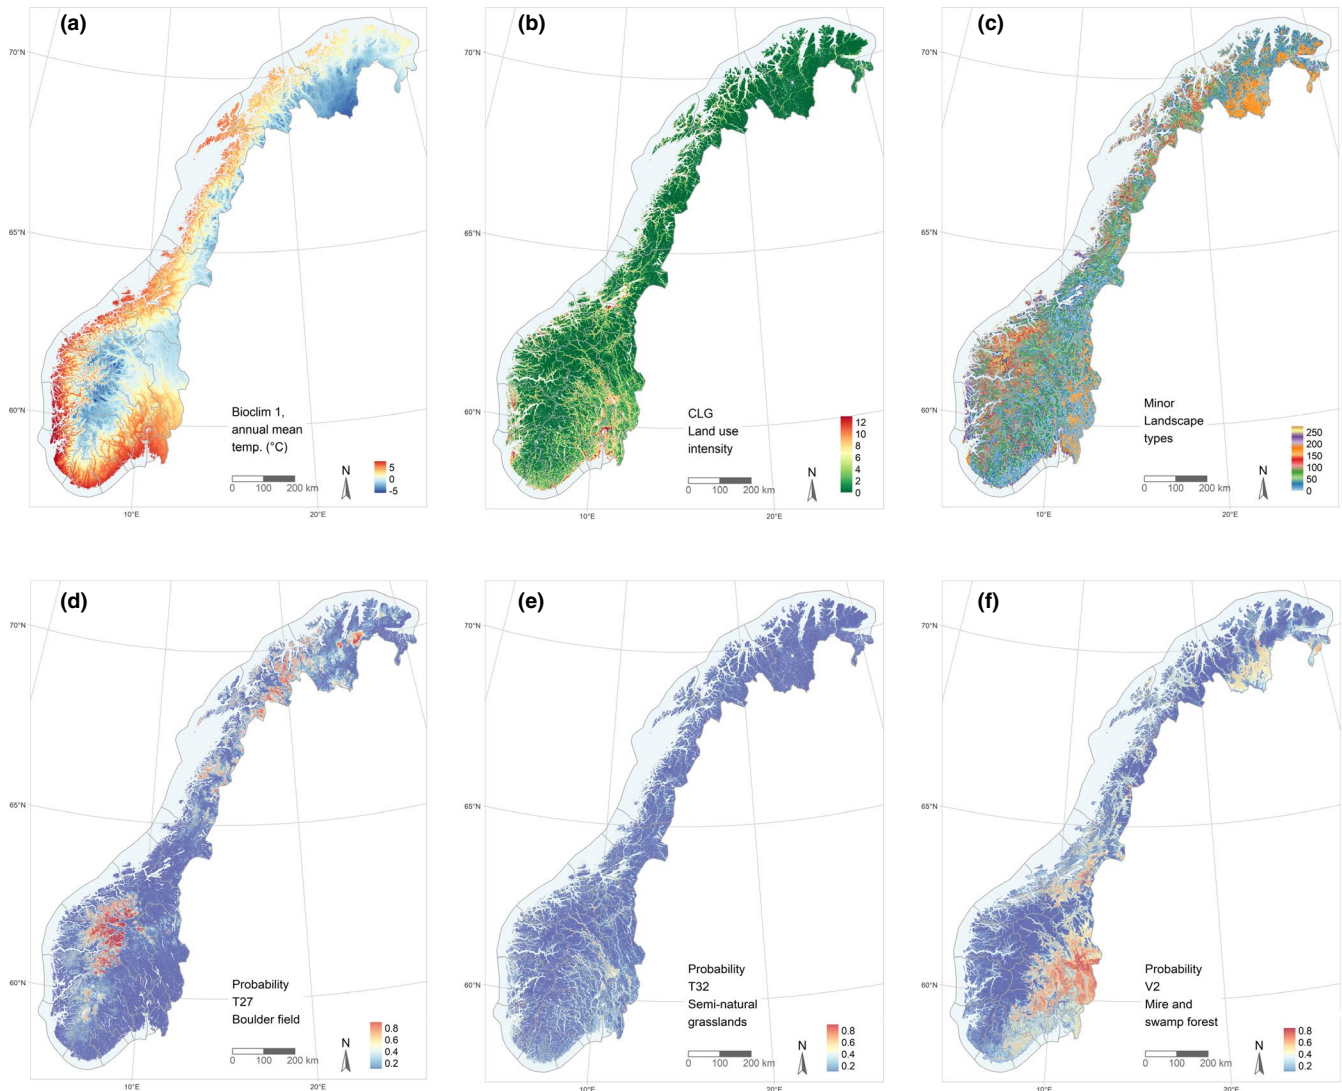 (a)
70°N
65°N
60°N
Bioclim 1,
annual mean
temp. (°C)
N
5
0
-5
0 100 200 km
10°E
20°E
(b)
70°N
65°N
60°N
CLG
Land use
intensity
N
12
10
8
6
4
2
0
0 100 200 km
10°E
20°E
(c)
70°N
65°N
60°N
Minor
Landscape
types
N
250
200
150
100
50
0
0 100 200 km
10°E
20°E
(d)
70°N
65°N
60°N
Probability
T27
Boulder field
N
0.8
0.6
0.4
0.2
0 100 200 km
10°E
20°E
(e)
70°N
65°N
60°N
Probability
T32
Semi-natural
grasslands
N
0.8
0.6
0.4
0.2
0 100 200 km
10°E
20°E
(f)
70°N
65°N
60°N
Probability
V2
Mire and
swamp forest
N
0.8
0.6
0.4
0.2
0 100 200 km
10°E
20°E